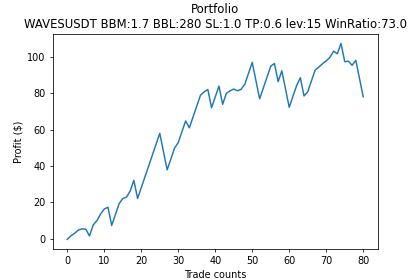 Portfolio
WAVESUSDT BBM:1.7 BBL:280 SL:1.0 TP:0.6 lev:15 WinRatio:73.0
Profit ($)
100
80
60
40
20
0
0 10 20 30 40 50 60 70 80
Trade counts